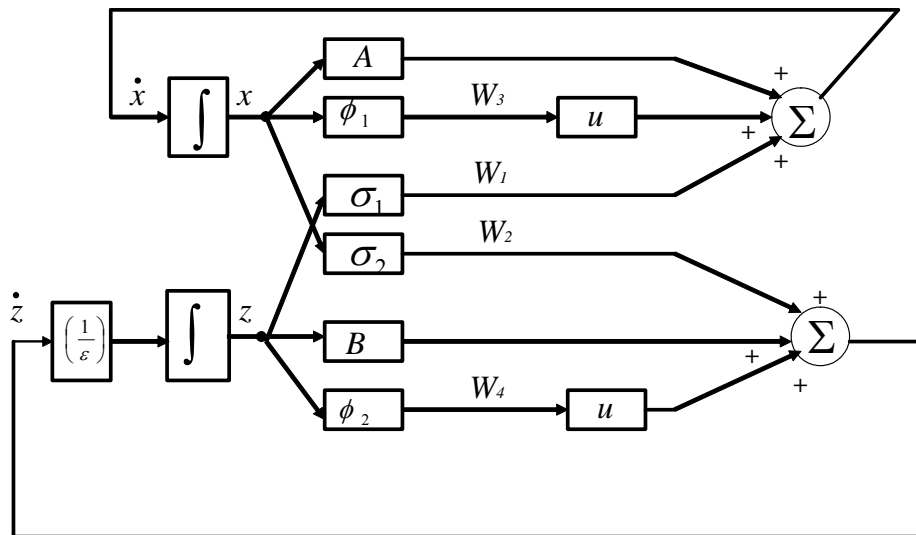 A
+
ẋ ∫ x ϕ₁ W₃ u + Σ
+
σ₁ W₁
σ₂ W₂
+
ż (1/ε) ∫ z B + Σ
+
ϕ₂ W₄ u